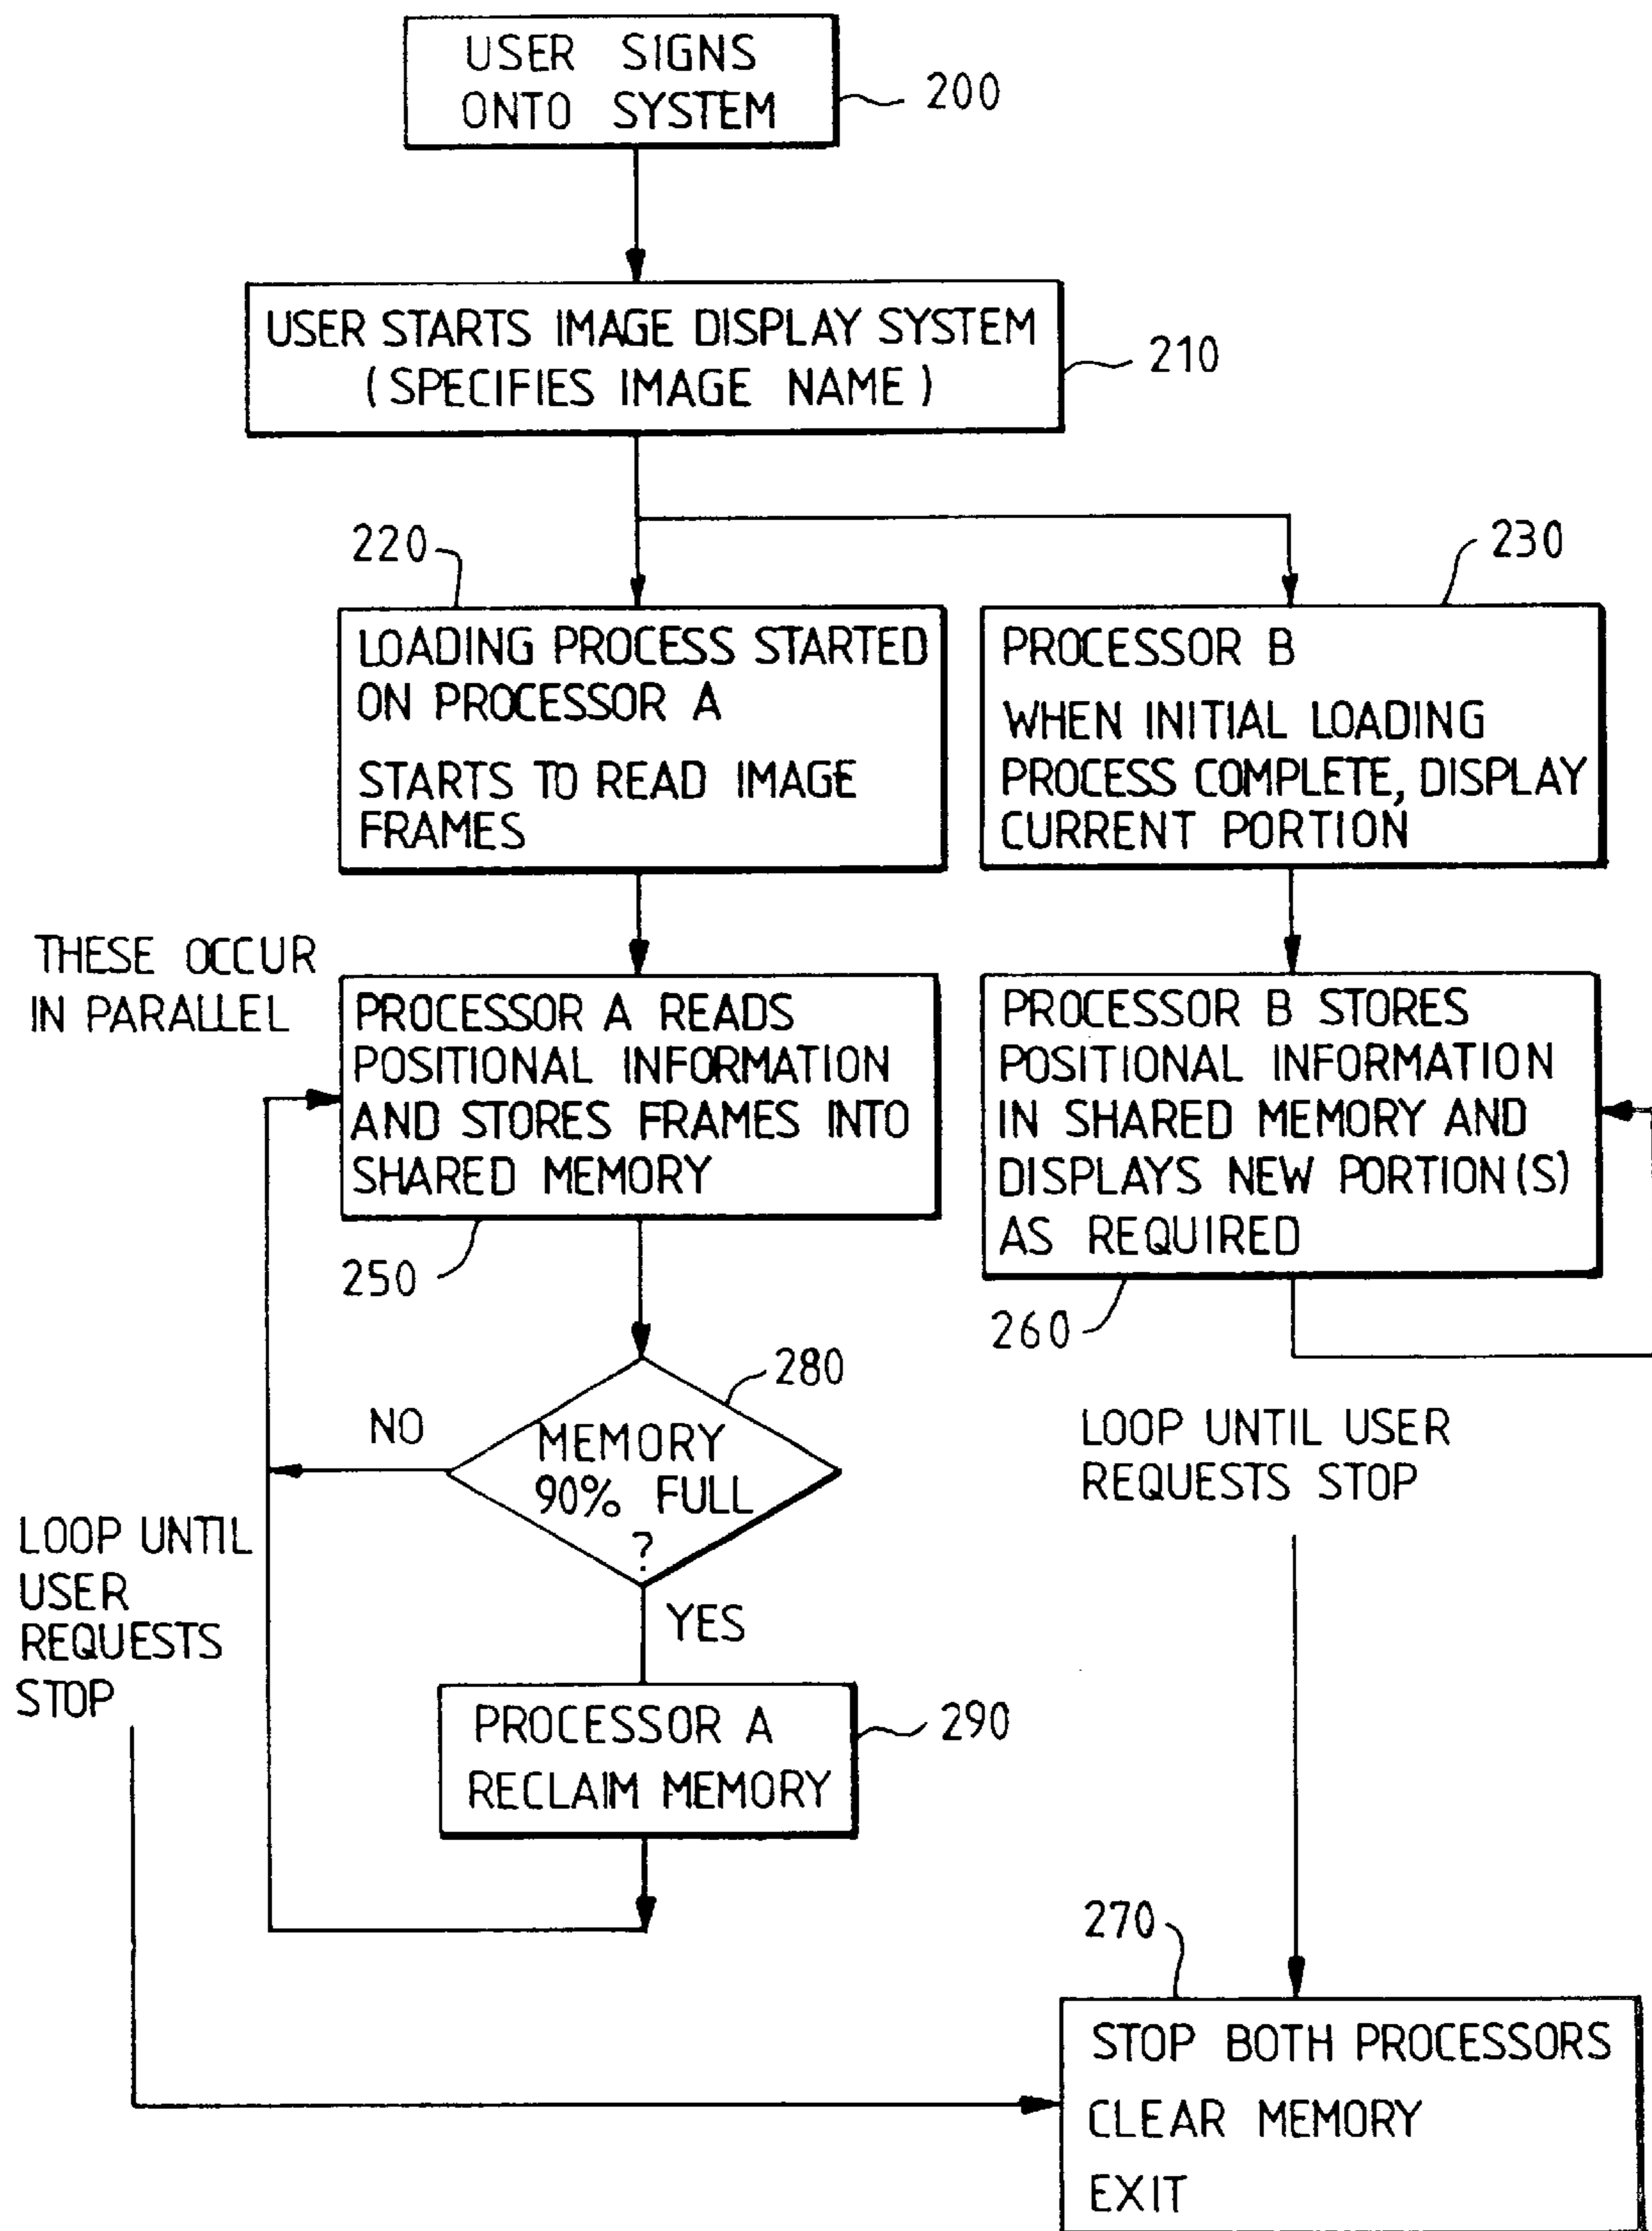 USER SIGNS
ONTO SYSTEM
200
USER STARTS IMAGE DISPLAY SYSTEM
(SPECIFIES IMAGE NAME)
210
220
LOADING PROCESS STARTED
ON PROCESSOR A
STARTS TO READ IMAGE
FRAMES
230
PROCESSOR B
WHEN INITIAL LOADING
PROCESS COMPLETE, DISPLAY
CURRENT PORTION
THESE OCCUR
IN PARALLEL
PROCESSOR A READS
POSITIONAL INFORMATION
AND STORES FRAMES INTO
SHARED MEMORY
250
PROCESSOR B STORES
POSITIONAL INFORMATION
IN SHARED MEMORY AND
DISPLAYS NEW PORTION(S)
AS REQUIRED
260
280
NO
MEMORY
90% FULL
?
YES
LOOP UNTIL USER
REQUESTS STOP
LOOP UNTIL
USER
REQUESTS
STOP
PROCESSOR A
RECLAIM MEMORY
290
270
STOP BOTH PROCESSORS
CLEAR MEMORY
EXIT